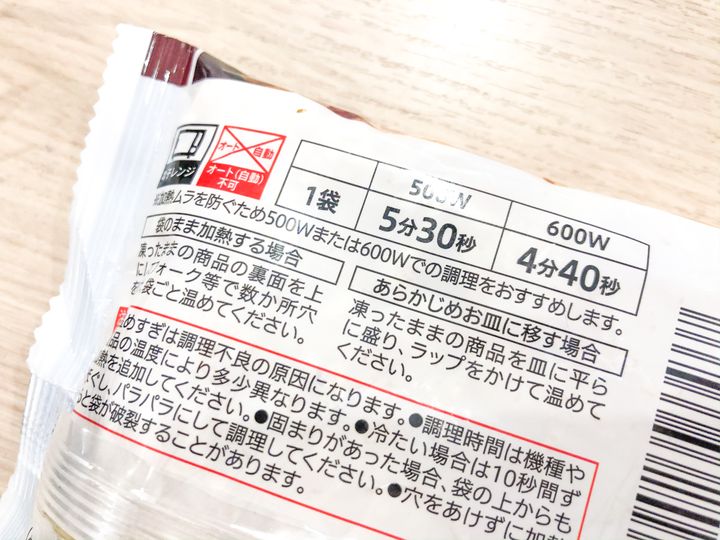 オート 自動
オート(自動)
不可
レンジ
500W
600W
1袋
5分30秒
4分40秒
加熱ムラを防ぐため500Wまたは600Wでの調理をおすすめします。
袋のまま加熱する場合
凍ったままの商品の裏面を上
にしフォーク等で数か所穴
袋ごと温めてください。
あらかじめお皿に移す場合
凍ったままの商品を皿に平ら
に盛り、ラップをかけて温めて
ください。
めすぎは調理不良の原因になります。●調理時間は機種や
品の温度により多少異なります。●冷たい場合は10秒間ず
熱を追加してください。●固まりがあった場合、袋の上からも
ぐし、パラパラにして調理してください。●穴をあけずに加熱
と袋が破裂することがあります。